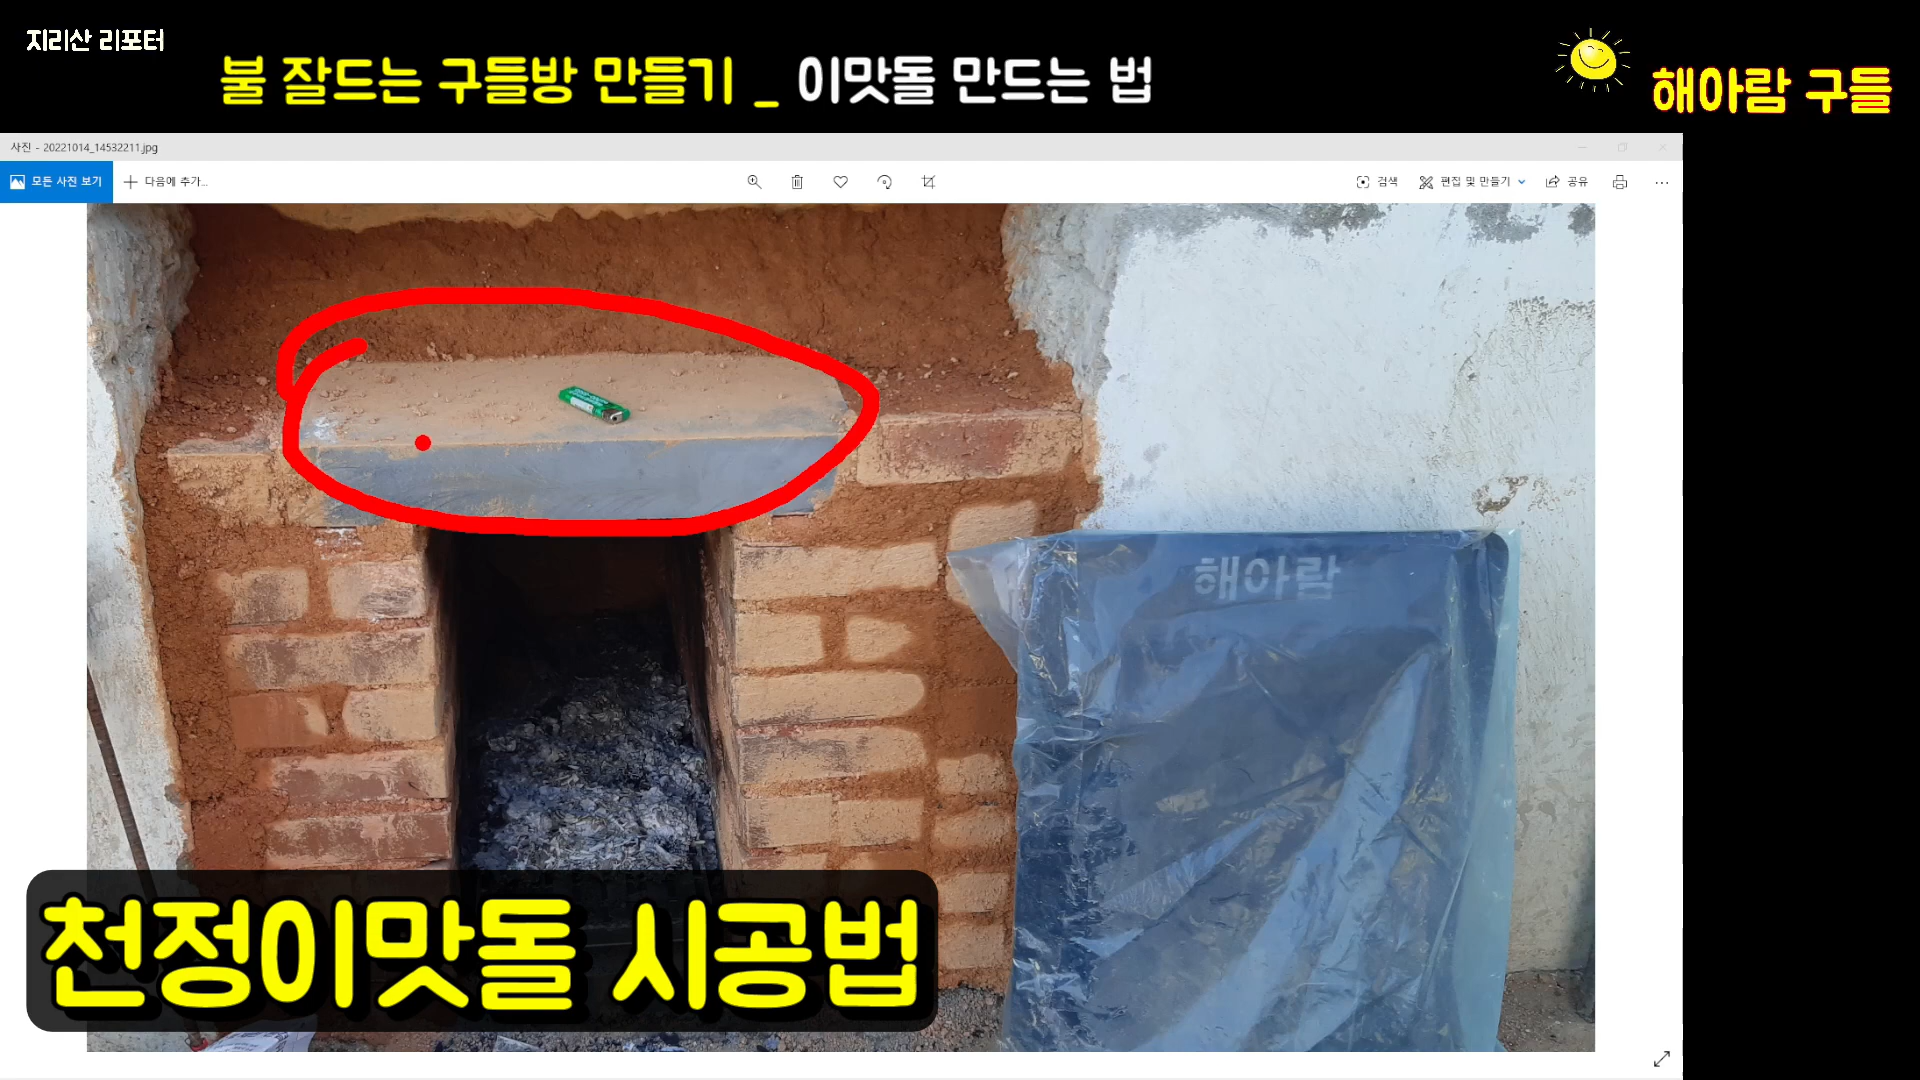 지리산 리포터
불 잘드는 구들방 만들기 _ 이맛돌 만드는 법
해아람 구들
사진 - 20221014_14532211.jpg
모든 사진 보기
다음에 추가...
검색
편집 및 만들기
공유
해아람
천정이맛돌 시공법